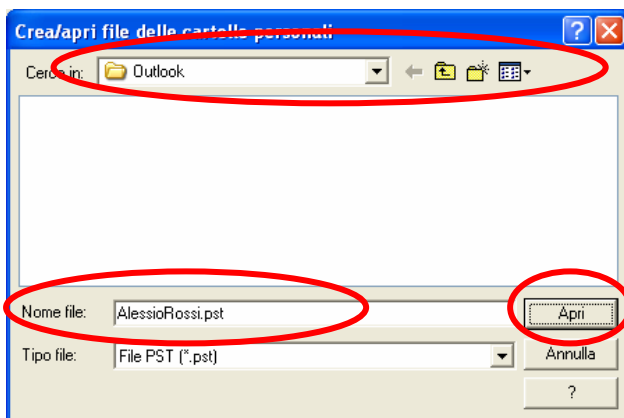 Crea/apri file delle cartelle personali
Cerca in: Outlook
Nome file: AlessioRossi.pst Apri
Tipo file: File PST (*.pst) Annulla
?